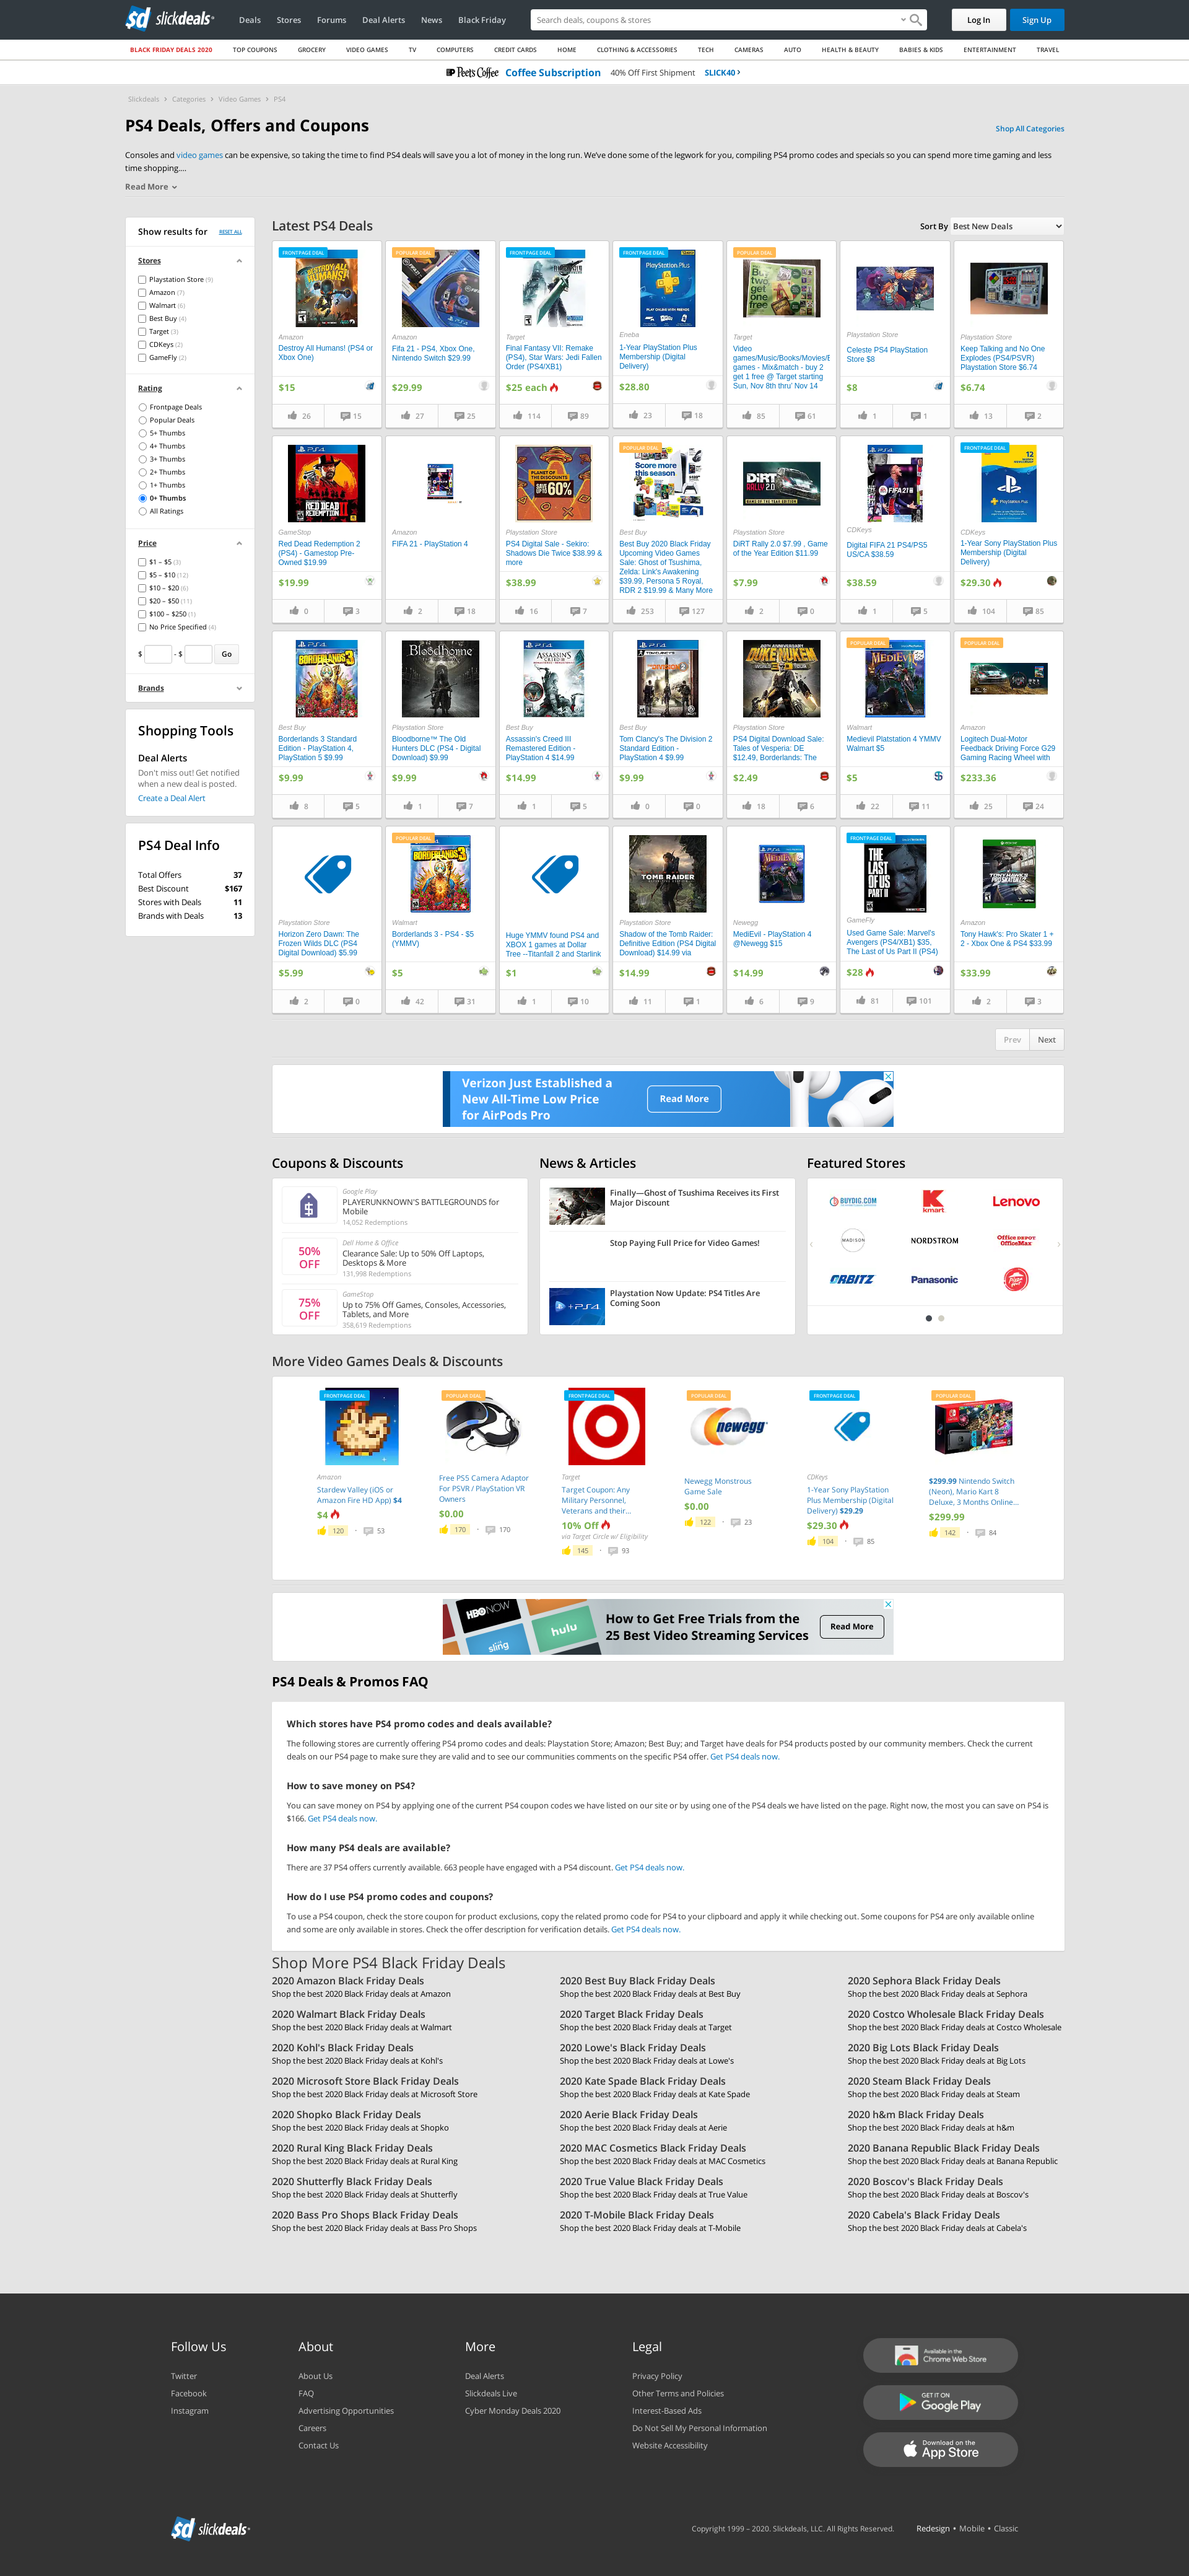 slickdeals
Deals
Stores
Forums
Deal Alerts
News
Black Friday
Search deals, coupons & stores
Log In
Sign Up
BLACK FRIDAY DEALS 2020
TOP COUPONS
GROCERY
VIDEO GAMES
TV
COMPUTERS
CREDIT CARDS
HOME
CLOTHING & ACCESSORIES
TECH
CAMERAS
AUTO
HEALTH & BEAUTY
BABIES & KIDS
ENTERTAINMENT
TRAVEL
Peet's Coffee
Coffee Subscription
40% Off First Shipment
SLICK40 ›
Slickdeals › Categories › Video Games › PS4
PS4 Deals, Offers and Coupons
Shop All Categories
Consoles and video games can be expensive, so taking the time to find PS4 deals will save you a lot of money in the long run. We've done some of the legwork for you, compiling PS4 promo codes and specials so you can spend more time gaming and less
time shopping....
Read More
Show results for
RESET ALL
Stores
Playstation Store (9)
Amazon (7)
Walmart (6)
Best Buy (4)
Target (3)
CDKeys (2)
GameFly (2)
Rating
Frontpage Deals
Popular Deals
5+ Thumbs
4+ Thumbs
3+ Thumbs
2+ Thumbs
1+ Thumbs
0+ Thumbs
All Ratings
Price
$1 – $5 (3)
$5 – $10 (12)
$10 – $20 (6)
$20 – $50 (11)
$100 – $250 (1)
No Price Specified (4)
$ - $ Go
Brands
Shopping Tools
Deal Alerts
Don't miss out! Get notified
when a new deal is posted.
Create a Deal Alert
PS4 Deal Info
Total Offers 37
Best Discount $167
Stores with Deals 11
Brands with Deals 13
Latest PS4 Deals
Sort By Best New Deals
FRONTPAGE DEAL
Amazon
Destroy All Humans! (PS4 or
Xbox One)
$15
26 15
POPULAR DEAL
Amazon
Fifa 21 - PS4, Xbox One,
Nintendo Switch $29.99
$29.99
27 25
FRONTPAGE DEAL
Target
Final Fantasy VII: Remake
(PS4), Star Wars: Jedi Fallen
Order (PS4/XB1)
$25 each
114 89
FRONTPAGE DEAL
PlayStation Plus
Eneba
1-Year PlayStation Plus
Membership (Digital
Delivery)
$28.80
23 18
POPULAR DEAL
Buy two, get one free
Target
Video
games/Music/Books/Movies/E
games - Mix&match - buy 2
get 1 free @ Target starting
Sun, Nov 8th thru' Nov 14
85 61
Playstation Store
Celeste PS4 PlayStation
Store $8
$8
1 1
Playstation Store
Keep Talking and No One
Explodes (PS4/PSVR)
Playstation Store $6.74
$6.74
13 2
RED DEAD REDEMPTION II
GameStop
Red Dead Redemption 2
(PS4) - Gamestop Pre-
Owned $19.99
$19.99
0 3
Amazon
FIFA 21 - PlayStation 4
2 18
PLANET OF THE DISCOUNTS
60%
Playstation Store
PS4 Digital Sale - Sekiro:
Shadows Die Twice $38.99 &
more
$38.99
16 7
POPULAR DEAL
Score more this season
Best Buy
Best Buy 2020 Black Friday
Upcoming Video Games
Sale: Ghost of Tsushima,
Zelda: Link's Awakening
$39.99, Persona 5 Royal,
RDR 2 $19.99 & Many More
253 127
DiRT RALLY 2.0
Playstation Store
DiRT Rally 2.0 $7.99 , Game
of the Year Edition $11.99
$7.99
2 0
FIFA 21
CDKeys
Digital FIFA 21 PS4/PS5
US/CA $38.59
$38.59
1 5
FRONTPAGE DEAL
12
CDKeys
1-Year Sony PlayStation Plus
Membership (Digital
Delivery)
$29.30
104 85
BORDERLANDS 3
Best Buy
Borderlands 3 Standard
Edition - PlayStation 4,
PlayStation 5 $9.99
$9.99
8 5
Bloodborne
Playstation Store
Bloodborne™ The Old
Hunters DLC (PS4 - Digital
Download) $9.99
$9.99
1 7
ASSASSIN'S CREED III
Best Buy
Assassin's Creed III
Remastered Edition -
PlayStation 4 $14.99
$14.99
1 5
Best Buy
Tom Clancy's The Division 2
Standard Edition -
PlayStation 4 $9.99
$9.99
0 0
DUKE NUKEM
Playstation Store
PS4 Digital Download Sale:
Tales of Vesperia: DE
$12.49, Borderlands: The
$2.49
18 6
POPULAR DEAL
MEDIEVIL
Walmart
Medievil Platstation 4 YMMV
Walmart $5
$5
22 11
POPULAR DEAL
Amazon
Logitech Dual-Motor
Feedback Driving Force G29
Gaming Racing Wheel with
$233.36
25 24
Playstation Store
Horizon Zero Dawn: The
Frozen Wilds DLC (PS4
Digital Download) $5.99
$5.99
2 0
POPULAR DEAL
BORDERLANDS 3
Walmart
Borderlands 3 - PS4 - $5
(YMMV)
$5
42 31
Huge YMMV found PS4 and
XBOX 1 games at Dollar
Tree --Titanfall 2 and Starlink
$1
1 10
TOMB RAIDER
Playstation Store
Shadow of the Tomb Raider:
Definitive Edition (PS4 Digital
Download) $14.99 via
$14.99
11 1
MEDIEVIL
Newegg
MediEvil - PlayStation 4
@Newegg $15
$14.99
6 9
FRONTPAGE DEAL
THE LAST OF US PART II
GameFly
Used Game Sale: Marvel's
Avengers (PS4/XB1) $35,
The Last of Us Part II (PS4)
$28
81 101
Amazon
Tony Hawk's: Pro Skater 1 +
2 - Xbox One & PS4 $33.99
$33.99
2 3
Prev Next
Verizon Just Established a
New All-Time Low Price
for AirPods Pro
Read More
Coupons & Discounts
Google Play
PLAYERUNKNOWN'S BATTLEGROUNDS for
Mobile
14,052 Redemptions
50%
OFF
Dell Home & Office
Clearance Sale: Up to 50% Off Laptops,
Desktops & More
131,998 Redemptions
75%
OFF
GameStop
Up to 75% Off Games, Consoles, Accessories,
Tablets, and More
358,619 Redemptions
News & Articles
Finally—Ghost of Tsushima Receives its First
Major Discount
Stop Paying Full Price for Video Games!
+PS4
Playstation Now Update: PS4 Titles Are
Coming Soon
Featured Stores
BUYDIG.COM
Kmart
Lenovo
MADISON
NORDSTROM
Office DEPOT
OfficeMax
ORBITZ
Panasonic
Pizza Hut
More Video Games Deals & Discounts
FRONTPAGE DEAL
Amazon
Stardew Valley (iOS or
Amazon Fire HD App) $4
$4
120 · 53
POPULAR DEAL
Free PS5 Camera Adaptor
For PSVR / PlayStation VR
Owners
$0.00
170 · 170
FRONTPAGE DEAL
Target
Target Coupon: Any
Military Personnel,
Veterans and their...
10% Off
via Target Circle w/ Eligibility
145 · 93
POPULAR DEAL
newegg
Newegg Monstrous
Game Sale
$0.00
122 · 23
FRONTPAGE DEAL
CDKeys
1-Year Sony PlayStation
Plus Membership (Digital
Delivery) $29.29
$29.30
104 · 85
POPULAR DEAL
$299.99 Nintendo Switch
(Neon), Mario Kart 8
Deluxe, 3 Months Online...
$299.99
142 · 84
HBO NOW
sling
hulu
How to Get Free Trials from the
25 Best Video Streaming Services
Read More
PS4 Deals & Promos FAQ
Which stores have PS4 promo codes and deals available?
The following stores are currently offering PS4 promo codes and deals: Playstation Store; Amazon; Best Buy; and Target have deals for PS4 products posted by our community members. Check the current
deals on our PS4 page to make sure they are valid and to see our communities comments on the specific PS4 offer. Get PS4 deals now.
How to save money on PS4?
You can save money on PS4 by applying one of the current PS4 coupon codes we have listed on our site or by using one of the PS4 deals we have listed on the page. Right now, the most you can save on PS4 is
$166. Get PS4 deals now.
How many PS4 deals are available?
There are 37 PS4 offers currently available. 663 people have engaged with a PS4 discount. Get PS4 deals now.
How do I use PS4 promo codes and coupons?
To use a PS4 coupon, check the store coupon for product exclusions, copy the related promo code for PS4 to your clipboard and apply it while checking out. Some coupons for PS4 are only available online
and some are only available in stores. Check the offer description for verification details. Get PS4 deals now.
Shop More PS4 Black Friday Deals
2020 Amazon Black Friday Deals
Shop the best 2020 Black Friday deals at Amazon
2020 Best Buy Black Friday Deals
Shop the best 2020 Black Friday deals at Best Buy
2020 Sephora Black Friday Deals
Shop the best 2020 Black Friday deals at Sephora
2020 Walmart Black Friday Deals
Shop the best 2020 Black Friday deals at Walmart
2020 Target Black Friday Deals
Shop the best 2020 Black Friday deals at Target
2020 Costco Wholesale Black Friday Deals
Shop the best 2020 Black Friday deals at Costco Wholesale
2020 Kohl's Black Friday Deals
Shop the best 2020 Black Friday deals at Kohl's
2020 Lowe's Black Friday Deals
Shop the best 2020 Black Friday deals at Lowe's
2020 Big Lots Black Friday Deals
Shop the best 2020 Black Friday deals at Big Lots
2020 Microsoft Store Black Friday Deals
Shop the best 2020 Black Friday deals at Microsoft Store
2020 Kate Spade Black Friday Deals
Shop the best 2020 Black Friday deals at Kate Spade
2020 Steam Black Friday Deals
Shop the best 2020 Black Friday deals at Steam
2020 Shopko Black Friday Deals
Shop the best 2020 Black Friday deals at Shopko
2020 Aerie Black Friday Deals
Shop the best 2020 Black Friday deals at Aerie
2020 h&m Black Friday Deals
Shop the best 2020 Black Friday deals at h&m
2020 Rural King Black Friday Deals
Shop the best 2020 Black Friday deals at Rural King
2020 MAC Cosmetics Black Friday Deals
Shop the best 2020 Black Friday deals at MAC Cosmetics
2020 Banana Republic Black Friday Deals
Shop the best 2020 Black Friday deals at Banana Republic
2020 Shutterfly Black Friday Deals
Shop the best 2020 Black Friday deals at Shutterfly
2020 True Value Black Friday Deals
Shop the best 2020 Black Friday deals at True Value
2020 Boscov's Black Friday Deals
Shop the best 2020 Black Friday deals at Boscov's
2020 Bass Pro Shops Black Friday Deals
Shop the best 2020 Black Friday deals at Bass Pro Shops
2020 T-Mobile Black Friday Deals
Shop the best 2020 Black Friday deals at T-Mobile
2020 Cabela's Black Friday Deals
Shop the best 2020 Black Friday deals at Cabela's
Follow Us
Twitter
Facebook
Instagram
About
About Us
FAQ
Advertising Opportunities
Careers
Contact Us
More
Deal Alerts
Slickdeals Live
Cyber Monday Deals 2020
Legal
Privacy Policy
Other Terms and Policies
Interest-Based Ads
Do Not Sell My Personal Information
Website Accessibility
Available in the
Chrome Web Store
GET IT ON
Google Play
Download on the
App Store
slickdeals
Copyright 1999 – 2020. Slickdeals, LLC. All Rights Reserved.
Redesign • Mobile • Classic